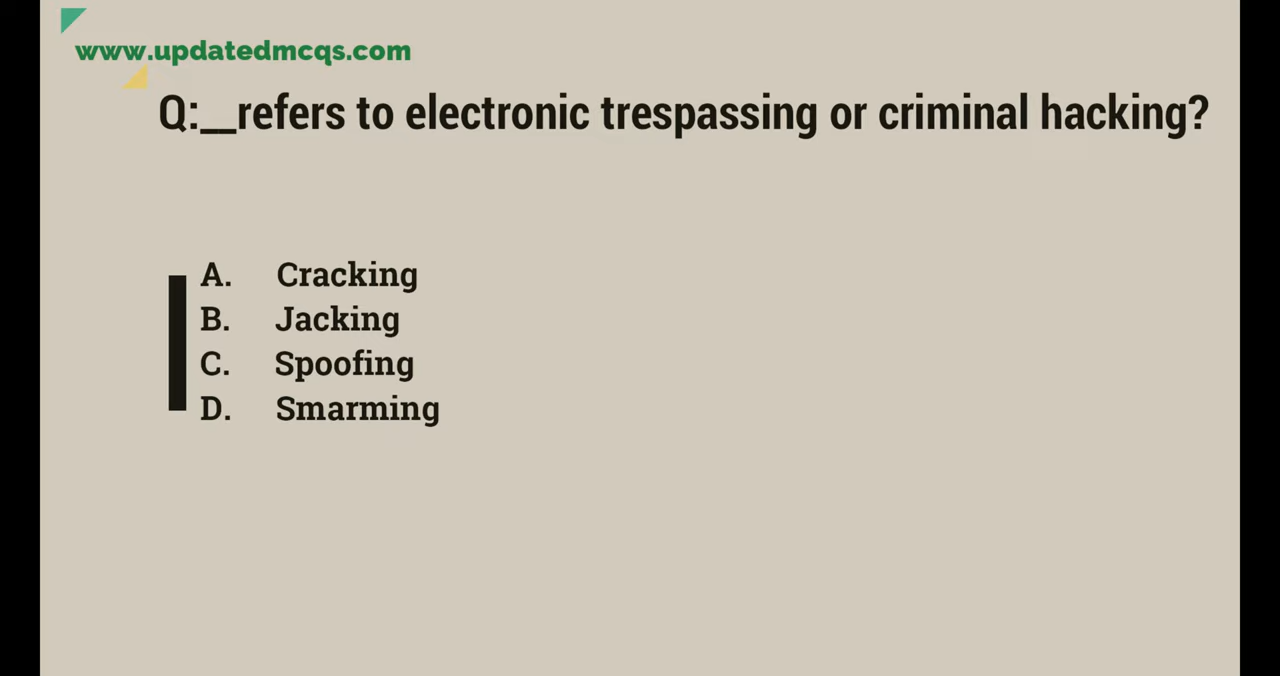 www.updatedmcqs.com
Q:__refers to electronic trespassing or criminal hacking?
A. Cracking
B. Jacking
C. Spoofing
D. Smarming